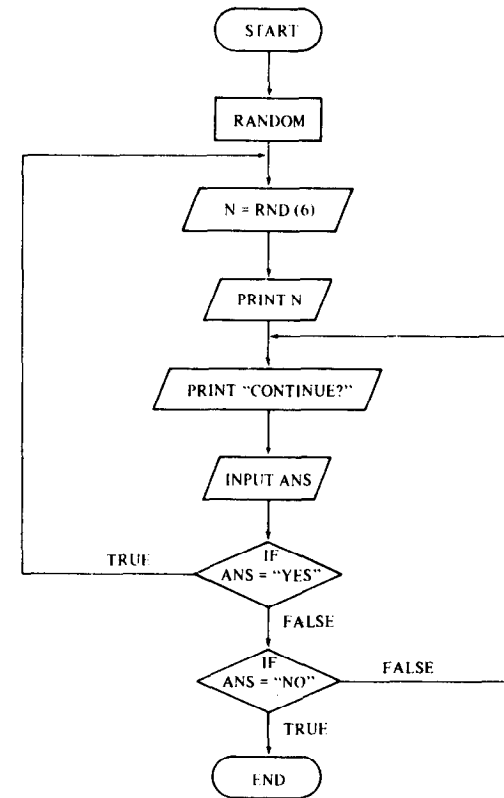 START
RANDOM
N = RND (6)
PRINT N
PRINT "CONTINUE?"
INPUT ANS
TRUE
IF
ANS = "YES"
FALSE
IF
ANS = "NO"
FALSE
TRUE
END